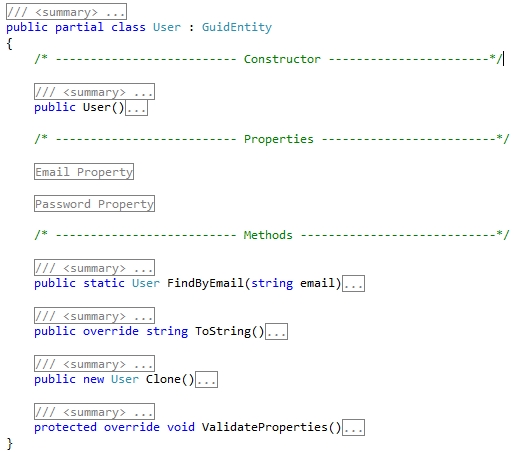 /// <summary> ...
public partial class User : GuidEntity
{
/* -------------------------- Constructor -----------------------*/
/// <summary> ...
public User()...
/* -------------------------- Properties ----------------------------*/
Email Property
Password Property
/* -------------------------- Methods ----------------------------*/
/// <summary> ...
public static User FindByEmail(string email)...
/// <summary> ...
public override string ToString()...
/// <summary> ...
public new User Clone()...
/// <summary> ...
protected override void ValidateProperties()...
}